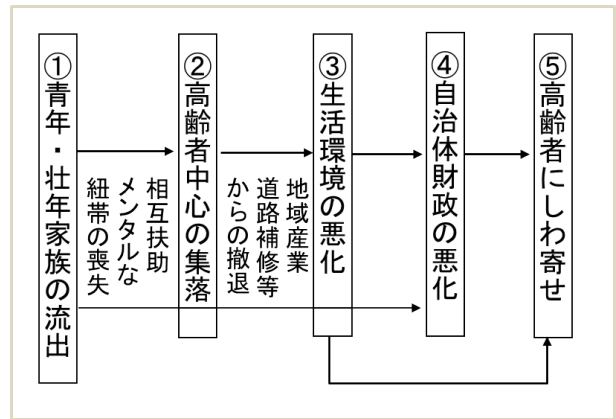 ①青年・壮年家族の流出
相互扶助
メンタルな
紐帯の喪失
②高齢者中心の集落
地域産業
道路補修等
からの撤退
③生活環境の悪化
④自治体財政の悪化
⑤高齢者にしわ寄せ